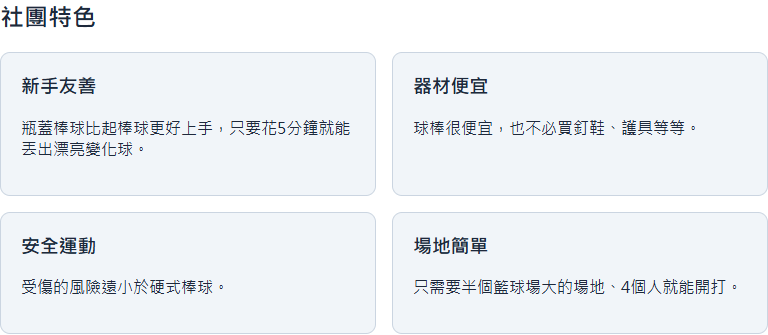 社團特色
新手友善
瓶蓋棒球比起棒球更好上手，只要花5分鐘就能
丟出漂亮變化球。
器材便宜
球棒很便宜，也不必買釘鞋、護具等等。
安全運動
受傷的風險遠小於硬式棒球。
場地簡單
只需要半個籃球場大的場地、4個人就能開打。